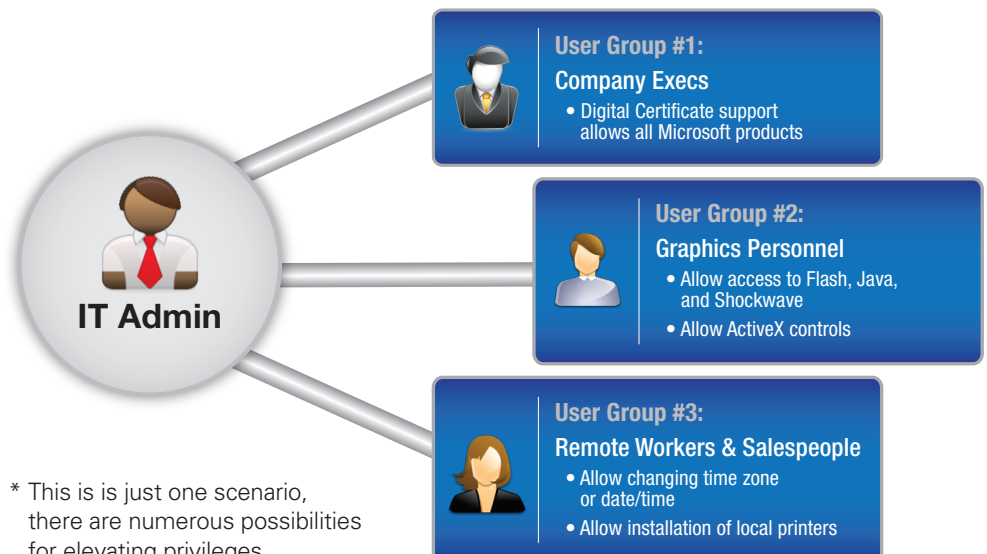 User Group #1:
Company Execs
• Digital Certificate support
allows all Microsoft products
User Group #2:
Graphics Personnel
• Allow access to Flash, Java,
and Shockwave
• Allow ActiveX controls
IT Admin
User Group #3:
Remote Workers & Salespeople
• Allow changing time zone
or date/time
• Allow installation of local printers
* This is is just one scenario,
there are numerous possibilities
for elevating privileges